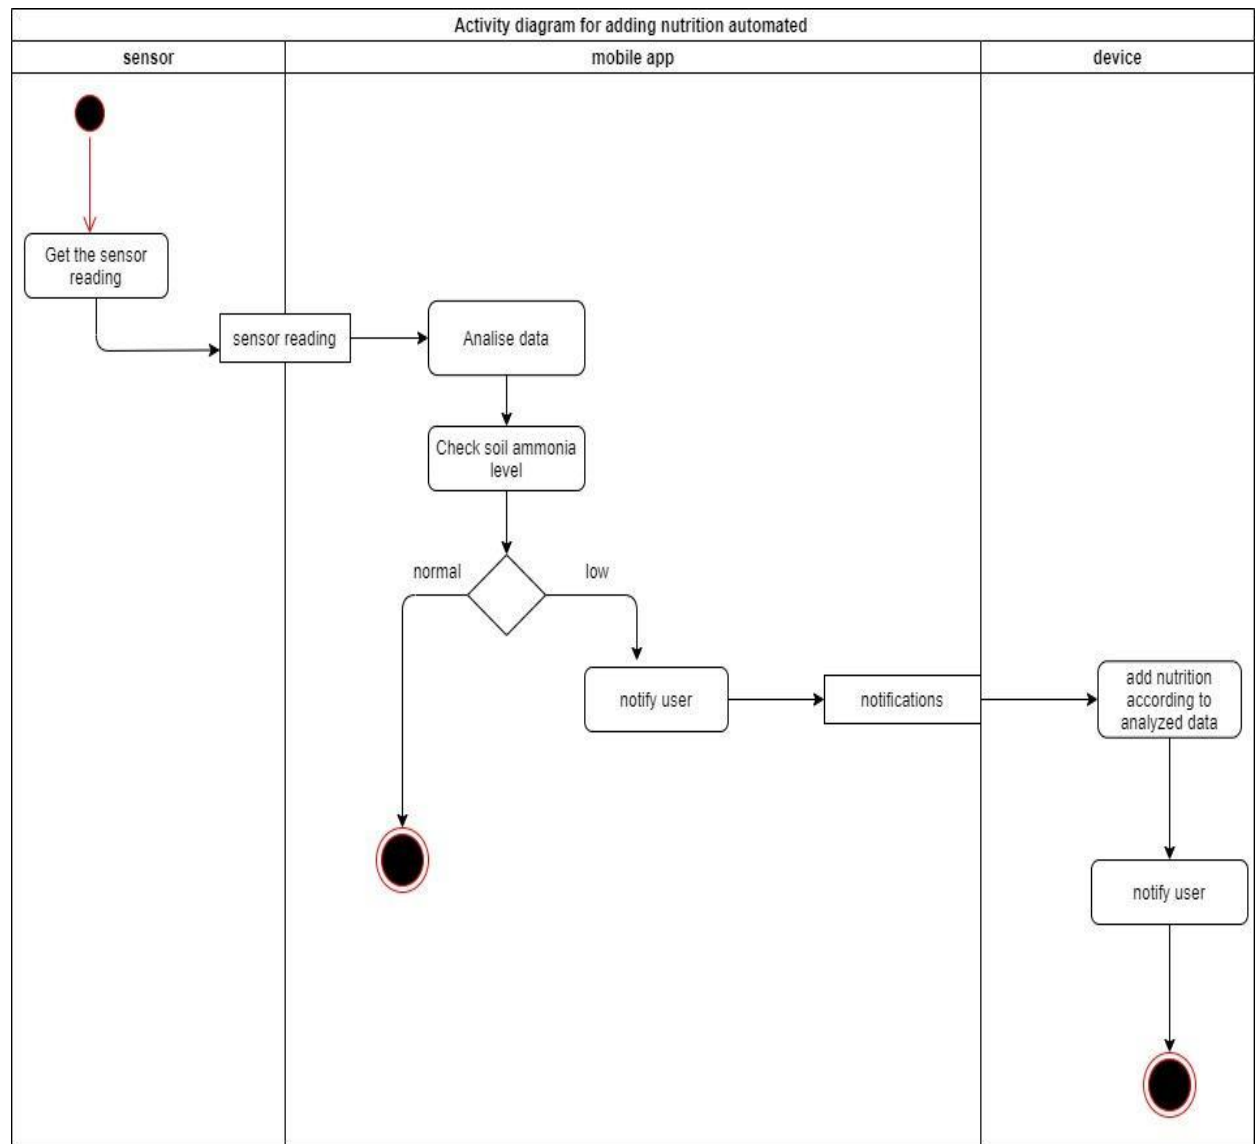 Activity diagram for adding nutrition automated
sensor
mobile app
device
Get the sensor
reading
sensor reading
Analise data
Check soil ammonia
level
normal
low
notify user
notifications
add nutrition
according to
analyzed data
notify user